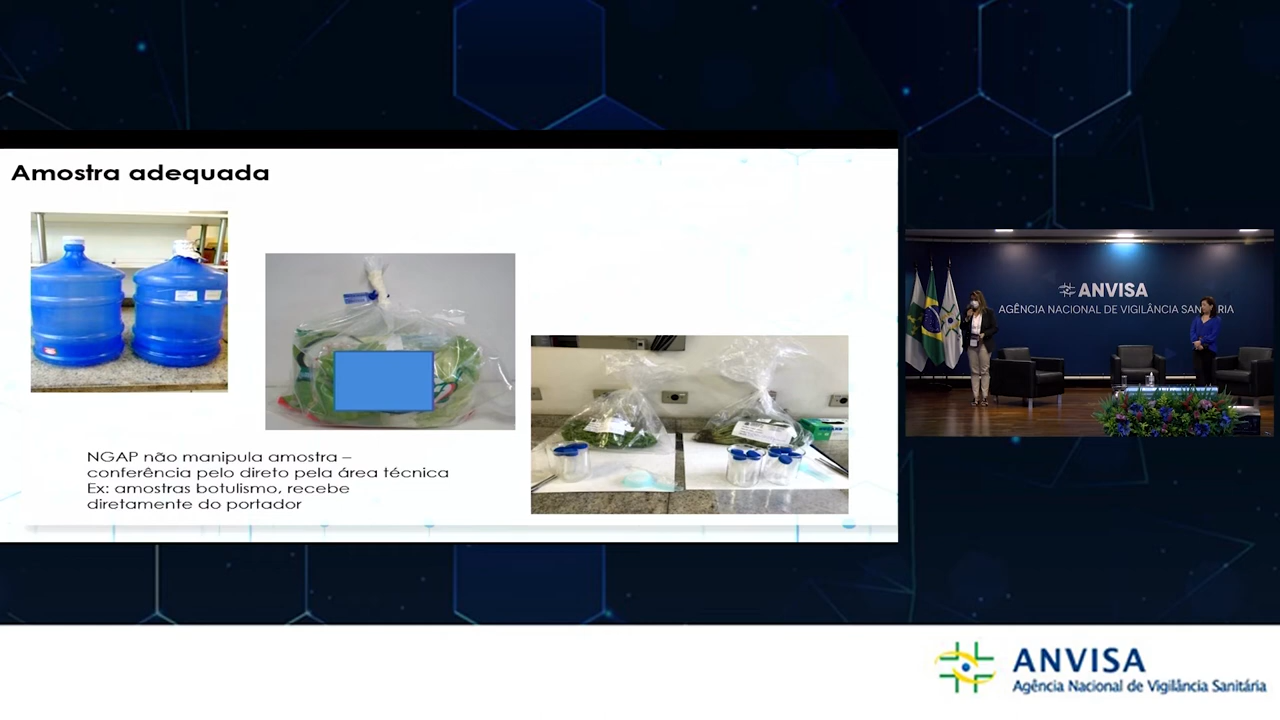 Amostra adequada
NGAP não manipula amostra –
conferência pelo direto pela área técnica
Ex: amostras botulismo, recebe
diretamente do portador
ANVISA
AGÊNCIA NACIONAL DE VIGILÂNCIA SANITÁRIA
ANVISA
Agência Nacional de Vigilância Sanitária